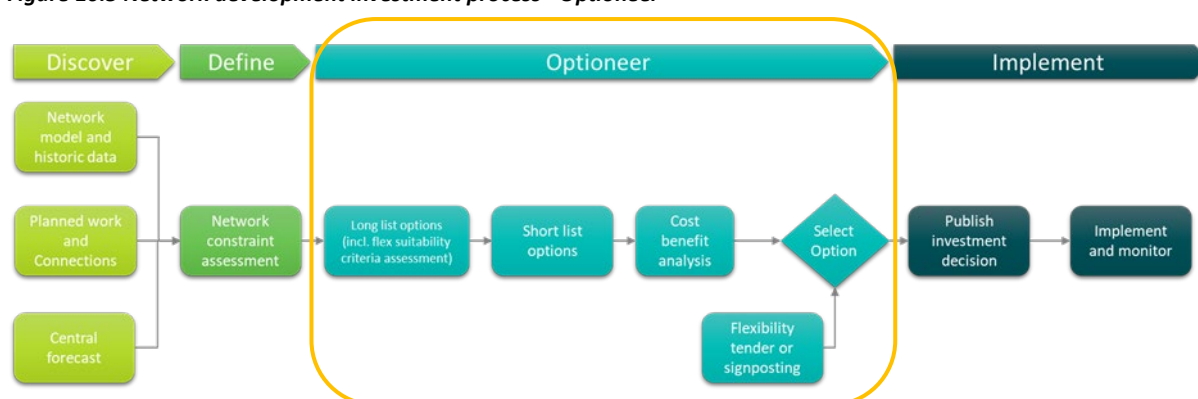 Figure Network development investment process - Optioneer
Discover
Define
Optioneer
Implement
Network
model and
historic data
Planned work
and
Connections
Central
forecast
Network
constraint
assessment
Long list options
(incl. flex suitability
criteria assessment)
Short list
options
Cost
benefit
analysis
Select
Option
Flexibility
tender or
signposting
Publish
investment
decision
Implement
and monitor